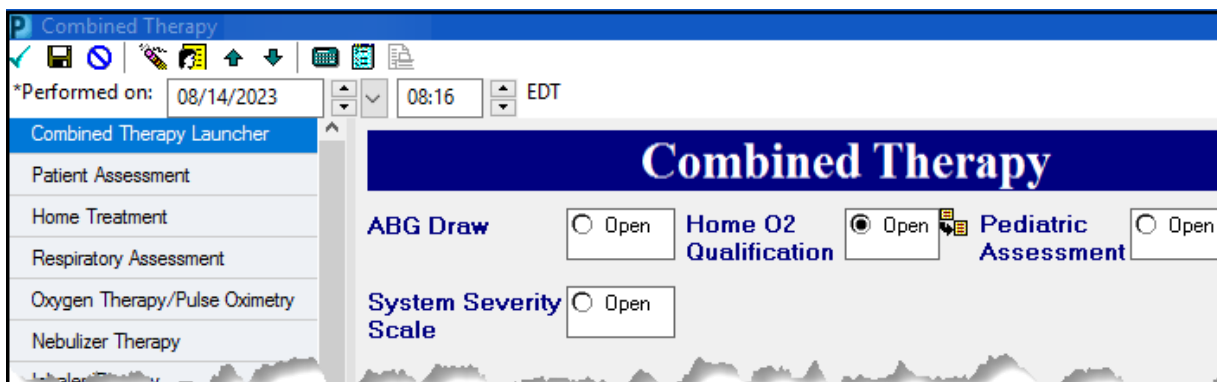 Combined Therapy
*Performed on: 08/14/2023 08:16 EDT
Combined Therapy Launcher
Patient Assessment
Home Treatment
Respiratory Assessment
Oxygen Therapy/Pulse Oximetry
Nebulizer Therapy
Combined Therapy
ABG Draw Open Home O2 Qualification Open Pediatric Assessment Open
System Severity Scale Open